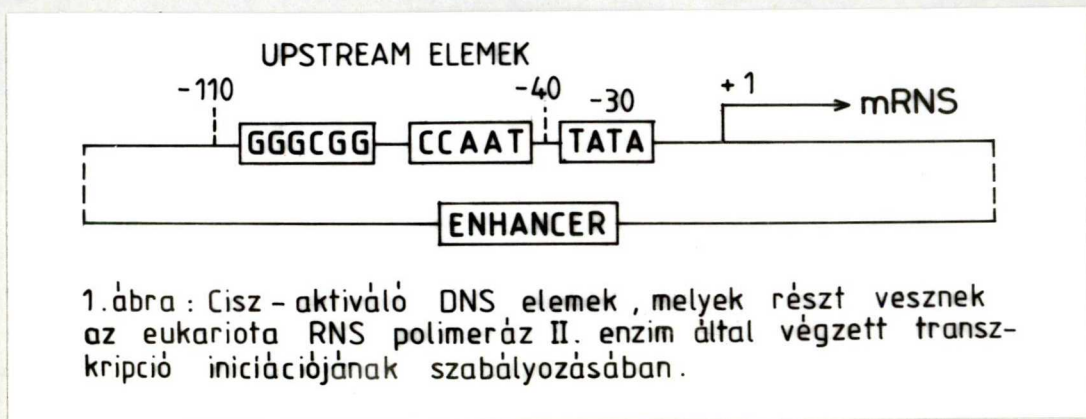 UPSTREAM ELEMEK
-110 -40 -30 +1 mRNS
GGGCGG CCAAT TATA
ENHANCER
1. ábra : Cisz - aktiváló DNS elemek , melyek részt vesznek
az eukariota RNS polimeráz II. enzim által végzett transz-
kripció iniciációjának szabályozásában .